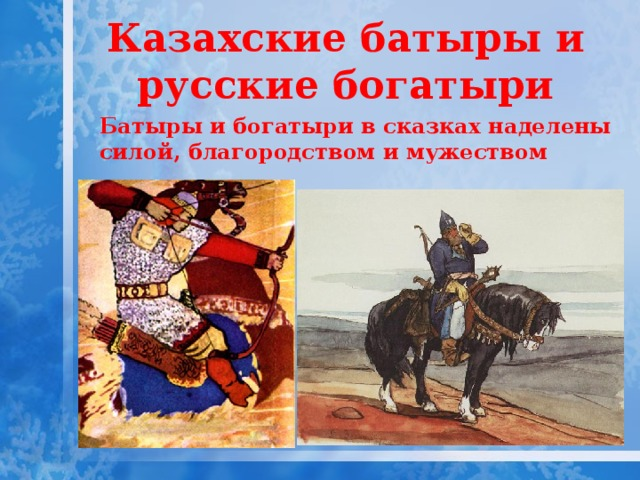 Казахские батыры и
русские богатыри
Батыры и богатыри в сказках наделены
силой, благородством и мужеством